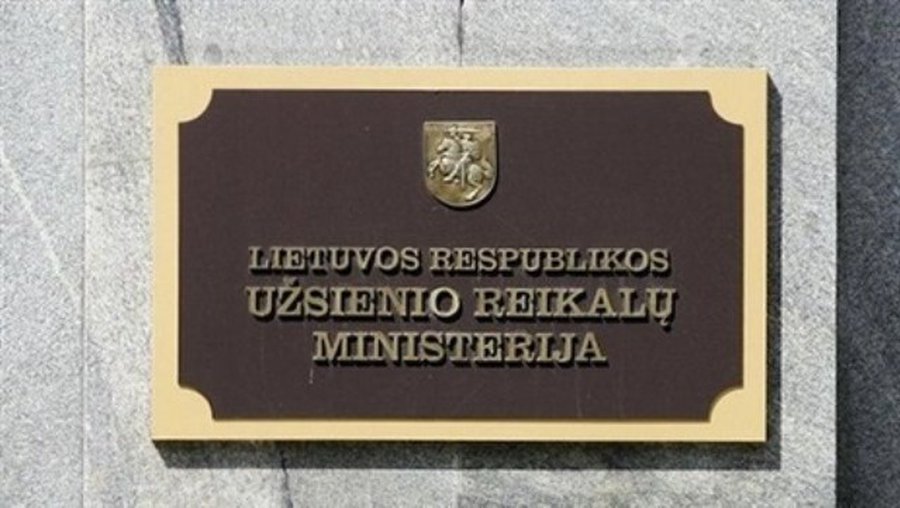 LIETUVOS RESPUBLIKOS
UŽSIENIO REIKALŲ
MINISTERIJA